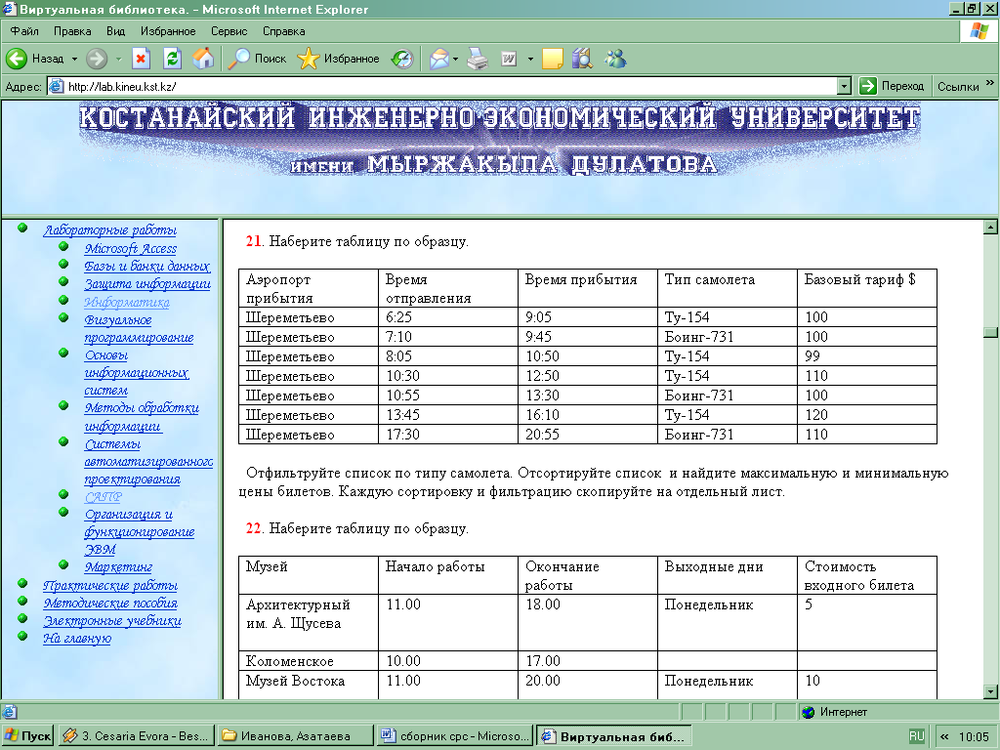 Виртуальная библиотека. - Microsoft Internet Explorer
Файл Правка Вид Избранное Сервис Справка
Назад Поиск Избранное
Адрес: http://lab.kineu.kst.kz/ Переход Ссылки »
КОСТАНАЙСКИЙ ИНЖЕНЕРНО ЭКОНОМИЧЕСКИЙ УНИВЕРСИТЕТ
ИМЕНИ МЫРЖАКЫПА ДУЛАТОВА
Лабораторные работы
Microsoft Access
Базы и банки данных
Защита информации
Информатика
Визуальное
программирование
Основы
информационных
систем
Методы обработки
информации
Системы
автоматизированного
проектирования
САПР
Организация и
функционирование
ЭВМ
Маркетинг
Практические работы
Методические пособия
Электронные учебники
На главную
21. Наберите таблицу по образцу.
Аэропорт прибытия Время отправления Время прибытия Тип самолета Базовый тариф $
Шереметьево 6:25 9:05 Ту-154 100
Шереметьево 7:10 9:45 Боинг-731 100
Шереметьево 8:05 10:50 Ту-154 99
Шереметьево 10:30 12:50 Ту-154 110
Шереметьево 10:55 13:30 Боинг-731 100
Шереметьево 13:45 16:10 Ту-154 120
Шереметьево 17:30 20:55 Боинг-731 110
Отфильтруйте список по типу самолета. Отсортируйте список и найдите максимальную и минимальную
цены билетов. Каждую сортировку и фильтрацию скопируйте на отдельный лист.
22. Наберите таблицу по образцу.
Музей Начало работы Окончание работы Выходные дни Стоимость входного билета
Архитектурный им. А. Щусева 11.00 18.00 Понедельник 5
Коломенское 10.00 17.00
Музей Востока 11.00 20.00 Понедельник 10
Интернет
Пуск 3. Cesaria Evora - Bes... Иванова, Азатаева сборник срс - Microso... Виртуальная биб... RU « 10:05